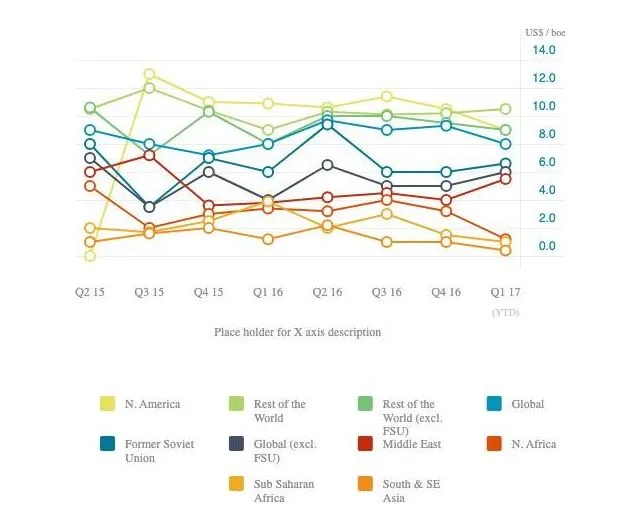 US$ / boe
14.0
12.0
10.0
8.0
6.0
4.0
2.0
0.0
Q2 15 Q3 15 Q4 15 Q1 16 Q2 16 Q3 16 Q4 16 Q1 17
(YTD)
Place holder for X axis description
N. America
Rest of the
World
Rest of the
World (excl.
FSU)
Global
Former Soviet
Union
Global (excl.
FSU)
Middle East
N. Africa
Sub Saharan
Africa
South & SE
Asia